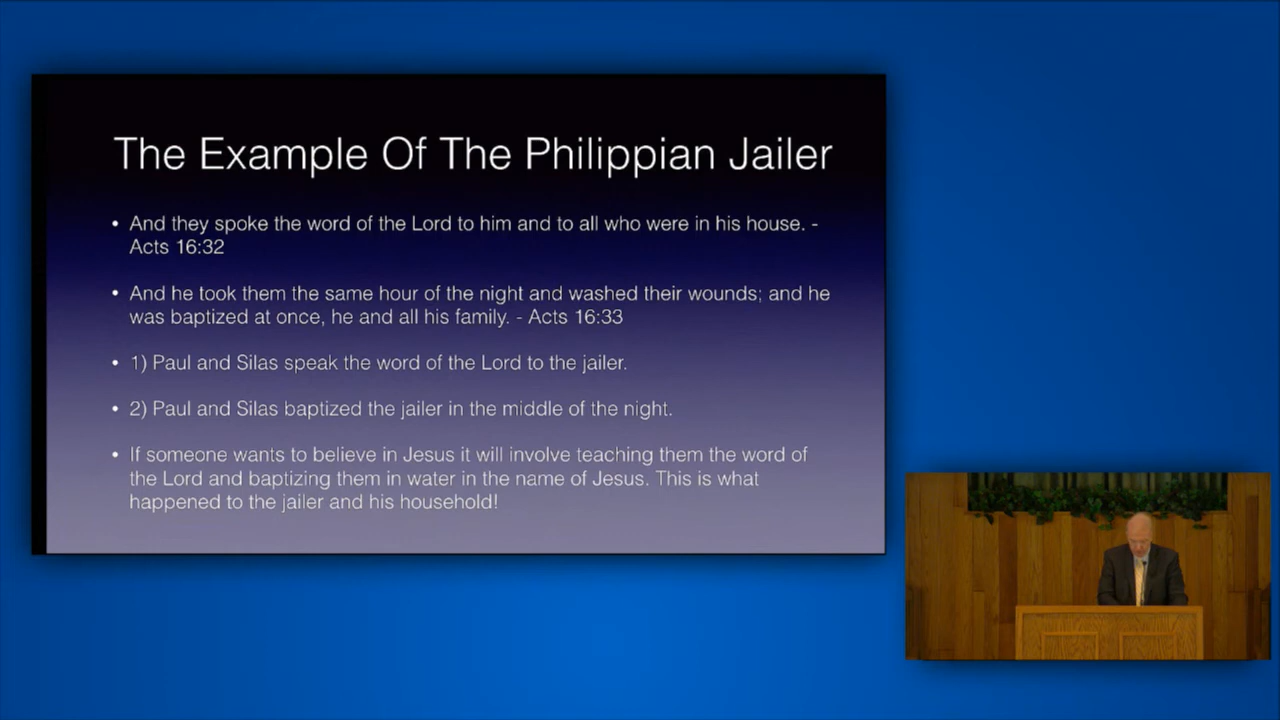 The Example Of The Philippian Jailer
• And they spoke the word of the Lord to him and to all who were in his house. -
Acts 16:32
• And he took them the same hour of the night and washed their wounds; and he
was baptized at once, he and all his family. - Acts 16:33
• 1) Paul and Silas speak the word of the Lord to the jailer.
• 2) Paul and Silas baptized the jailer in the middle of the night.
• If someone wants to believe in Jesus it will involve teaching them the word of
the Lord and baptizing them in water in the name of Jesus. This is what
happened to the jailer and his household!